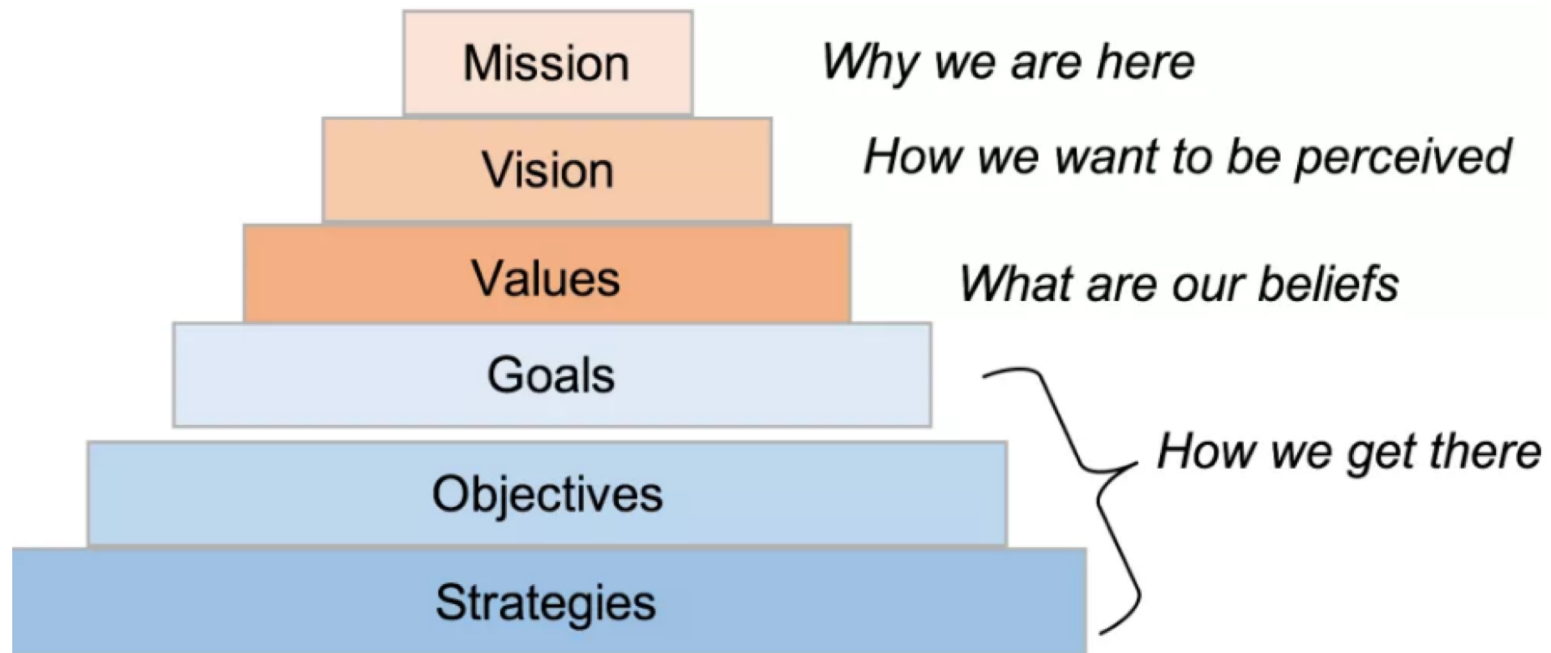 Mission
Why we are here
Vision
How we want to be perceived
Values
What are our beliefs
Goals
Objectives
How we get there
Strategies